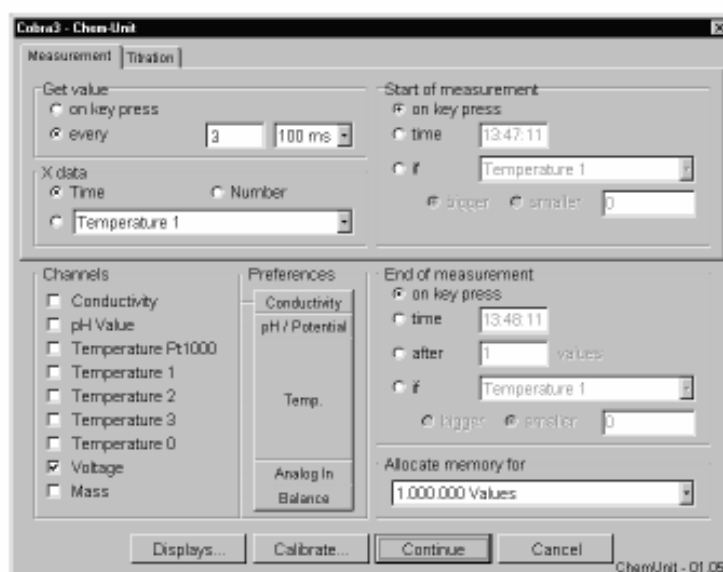 Cobra3 - Chem-Unit
Measurement Titration
Get value
on key press
every 3 100 ms
X data
Time Number
Temperature 1
Start of measurement
on key press
time 13:47:11
if Temperature 1
bigger smaller 0
Channels
Conductivity
pH Value
Temperature Pt1000
Temperature 1
Temperature 2
Temperature 3
Temperature 0
Voltage
Mass
Preferences
Conductivity
pH / Potential
Temp.
Analog In
Balance
End of measurement
on key press
time 13:48:11
after 1 values
if Temperature 1
bigger smaller 0
Allocate memory for
1.000.000 Values
Displays... Calibrate... Continue Cancel
ChemUnit - 01.05